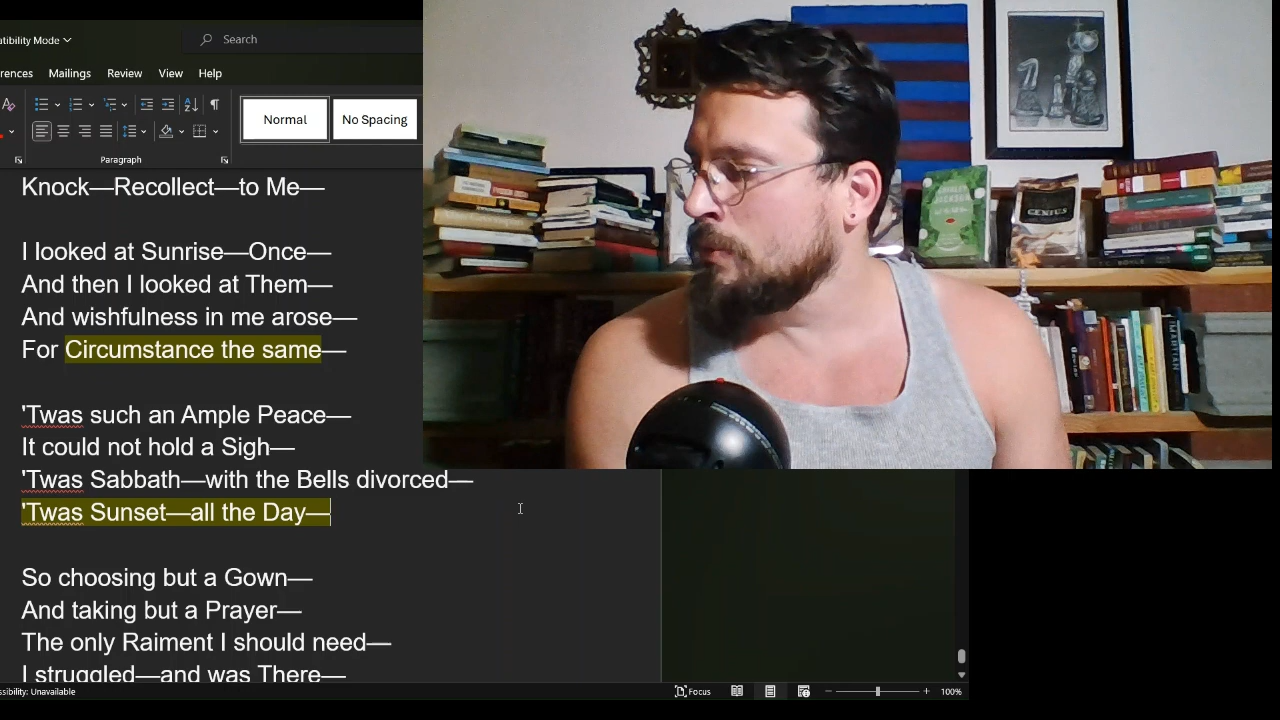 atibility Mode
Search
rences Mailings Review View Help
Normal
No Spacing
Paragraph
Knock—Recollect—to Me—
I looked at Sunrise—Once—
And then I looked at Them—
And wishfulness in me arose—
For Circumstance the same—
'Twas such an Ample Peace—
It could not hold a Sigh—
'Twas Sabbath—with the Bells divorced—
'Twas Sunset—all the Day—
So choosing but a Gown—
And taking but a Prayer—
The only Raiment I should need—
I struggled—and was There—
ssibility: Unavailable
Focus
100%
GENIUS